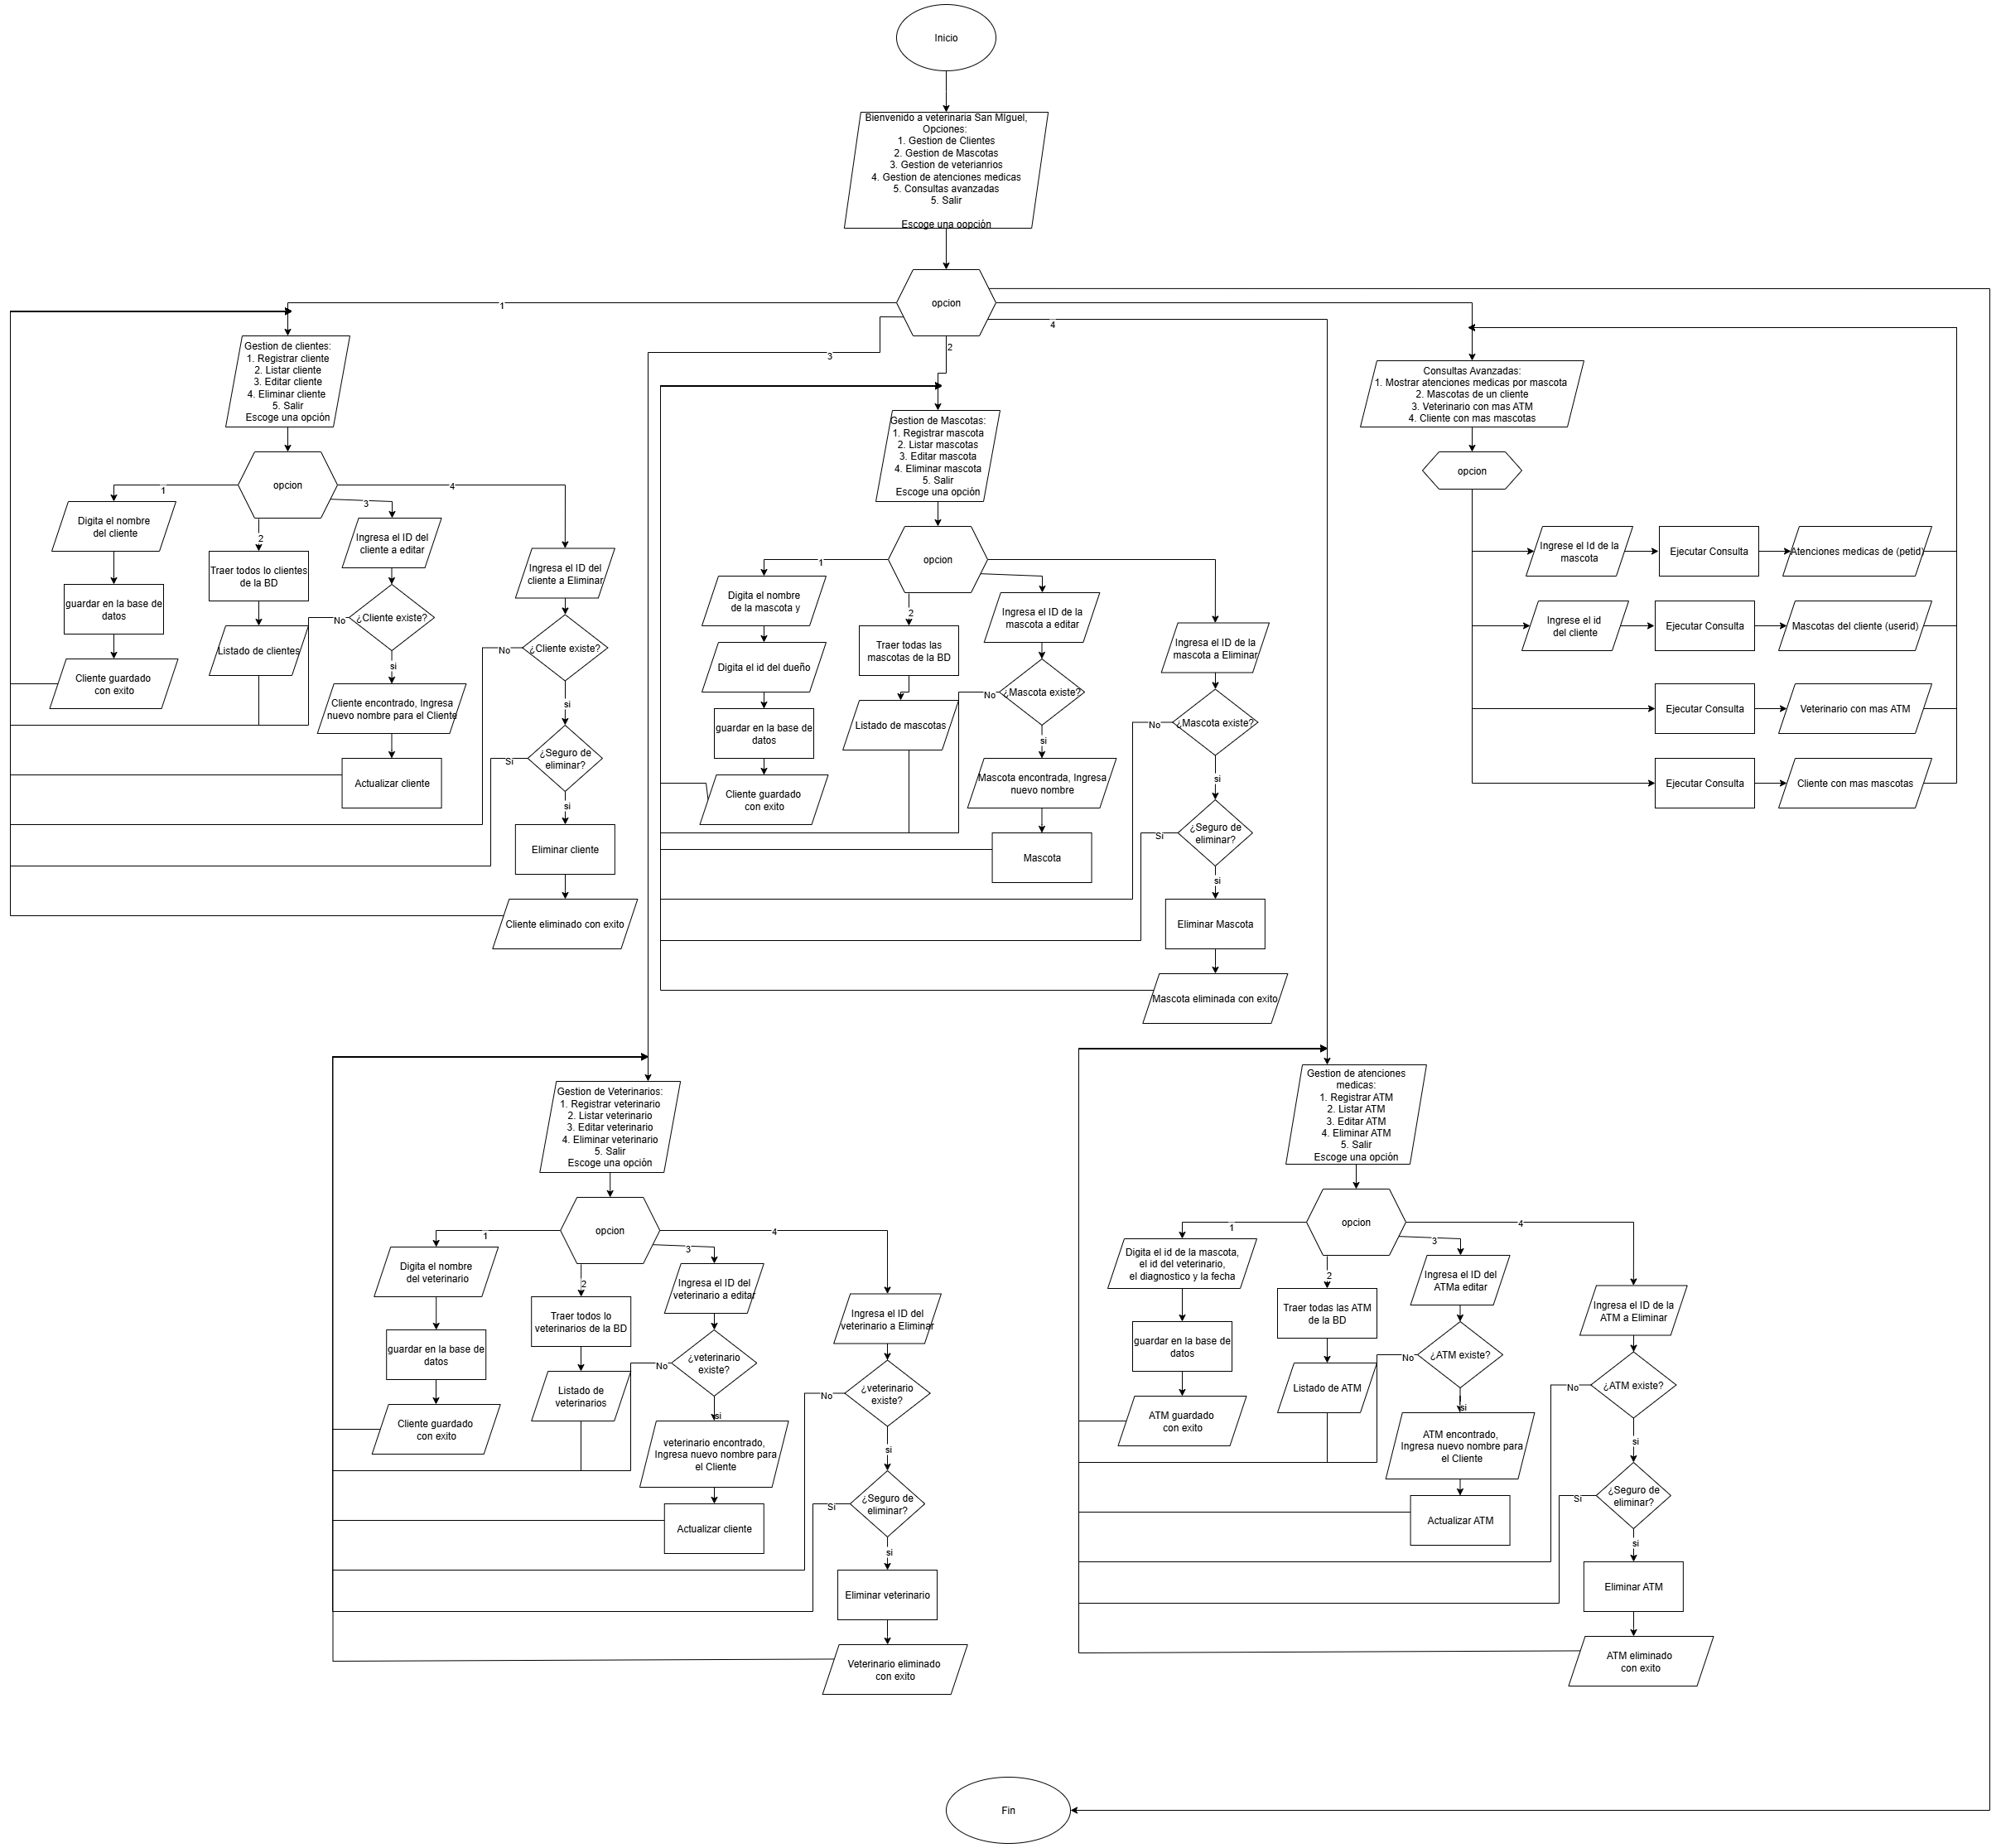 Inicio
Bienvenido a veterinaria San MIguel,
Opciones:
1. Gestion de Clientes
2. Gestion de Mascotas
3. Gestion de veterianrios
4. Gestion de atenciones medicas
5. Consultas avanzadas
5. Salir
Escoge una oopción
opcion
1
3
2
4
Gestion de clientes:
1. Registrar cliente
2. Listar cliente
3. Editar cliente
4. Eliminar cliente
5. Salir
Escoge una opción
opcion
1
2
3
4
Digita el nombre
del cliente
guardar en la base de
datos
Cliente guardado
con exito
Traer todos lo clientes
de la BD
Listado de clientes
Ingresa el ID del
cliente a editar
¿Cliente existe?
No
si
Cliente encontrado, Ingresa
nuevo nombre para el Cliente
Actualizar cliente
Ingresa el ID del
cliente a Eliminar
¿Cliente existe?
No
si
¿Seguro de
eliminar?
Si
si
Eliminar cliente
Cliente eliminado con exito
Gestion de Mascotas:
1. Registrar mascota
2. Listar mascotas
3. Editar mascota
4. Eliminar mascota
5. Salir
Escoge una opción
opcion
1
2
Digita el nombre
de la mascota y
Digita el id del dueño
guardar en la base de
datos
Cliente guardado
con exito
Traer todas las
mascotas de la BD
Listado de mascotas
Ingresa el ID de la
mascota a editar
¿Mascota existe?
No
si
Mascota encontrada, Ingresa
nuevo nombre
Mascota
Ingresa el ID de la
mascota a Eliminar
¿Mascota existe?
No
si
¿Seguro de
eliminar?
Si
si
Eliminar Mascota
Mascota eliminada con exito
Consultas Avanzadas:
1. Mostrar atenciones medicas por mascota
2. Mascotas de un cliente
3. Veterinario con mas ATM
4. Cliente con mas mascotas
opcion
Ingrese el Id de la
mascota
Ejecutar Consulta
Atenciones medicas de (petid)
Ingrese el id
del cliente
Ejecutar Consulta
Mascotas del cliente (userid)
Ejecutar Consulta
Veterinario con mas ATM
Ejecutar Consulta
Cliente con mas mascotas
Gestion de Veterinarios:
1. Registrar veterinario
2. Listar veterinario
3. Editar veterinario
4. Eliminar veterinario
5. Salir
Escoge una opción
opcion
1
2
3
4
Digita el nombre
del veterinario
guardar en la base de
datos
Cliente guardado
con exito
Traer todos lo
veterinarios de la BD
Listado de
veterinarios
Ingresa el ID del
veterinario a editar
¿veterinario
existe?
No
si
veterinario encontrado,
Ingresa nuevo nombre para
el Cliente
Actualizar cliente
Ingresa el ID del
veterinario a Eliminar
¿veterinario
existe?
No
si
¿Seguro de
eliminar?
Si
si
Eliminar veterinario
Veterinario eliminado
con exito
Gestion de atenciones
medicas:
1. Registrar ATM
2. Listar ATM
3. Editar ATM
4. Eliminar ATM
5. Salir
Escoge una opción
opcion
1
2
3
4
Digita el id de la mascota,
el id del veterinario,
el diagnostico y la fecha
guardar en la base de
datos
ATM guardado
con exito
Traer todas las ATM
de la BD
Listado de ATM
Ingresa el ID del
ATMa editar
¿ATM existe?
No
si
ATM encontrado,
Ingresa nuevo nombre para
el Cliente
Actualizar ATM
Ingresa el ID de la
ATM a Eliminar
¿ATM existe?
No
si
¿Seguro de
eliminar?
Si
si
Eliminar ATM
ATM eliminado
con exito
Fin